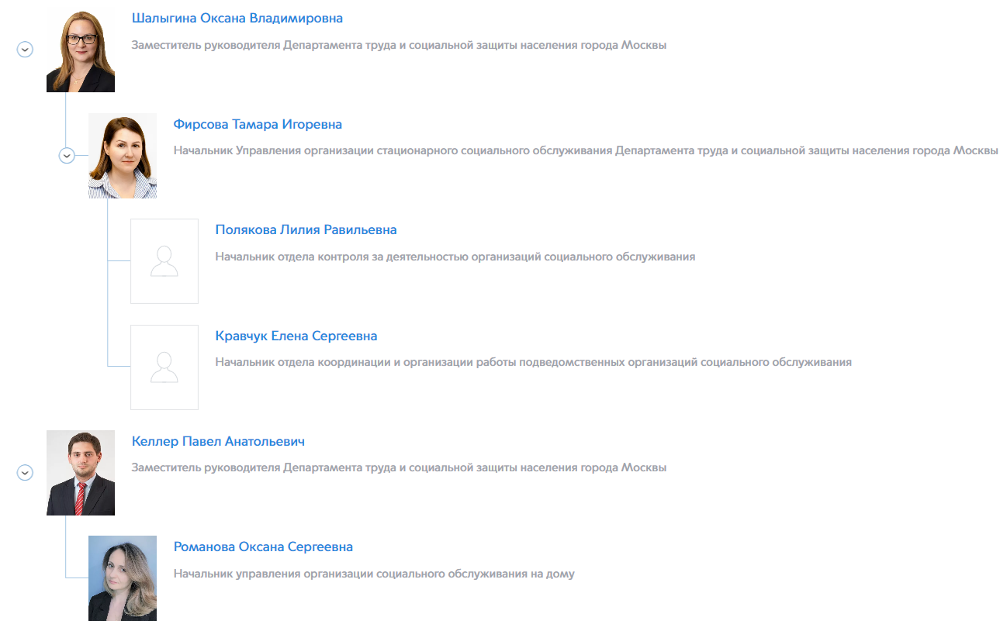 Шалыгина Оксана Владимировна
Заместитель руководителя Департамента труда и социальной защиты населения города Москвы
Фирсова Тамара Игоревна
Начальник Управления организации стационарного социального обслуживания Департамента труда и социальной защиты населения города Москвы
Полякова Лилия Равильевна
Начальник отдела контроля за деятельностью организаций социального обслуживания
Кравчук Елена Сергеевна
Начальник отдела координации и организации работы подведомственных организаций социального обслуживания
Келлер Павел Анатольевич
Заместитель руководителя Департамента труда и социальной защиты населения города Москвы
Романова Оксана Сергеевна
Начальник управления организации социального обслуживания на дому